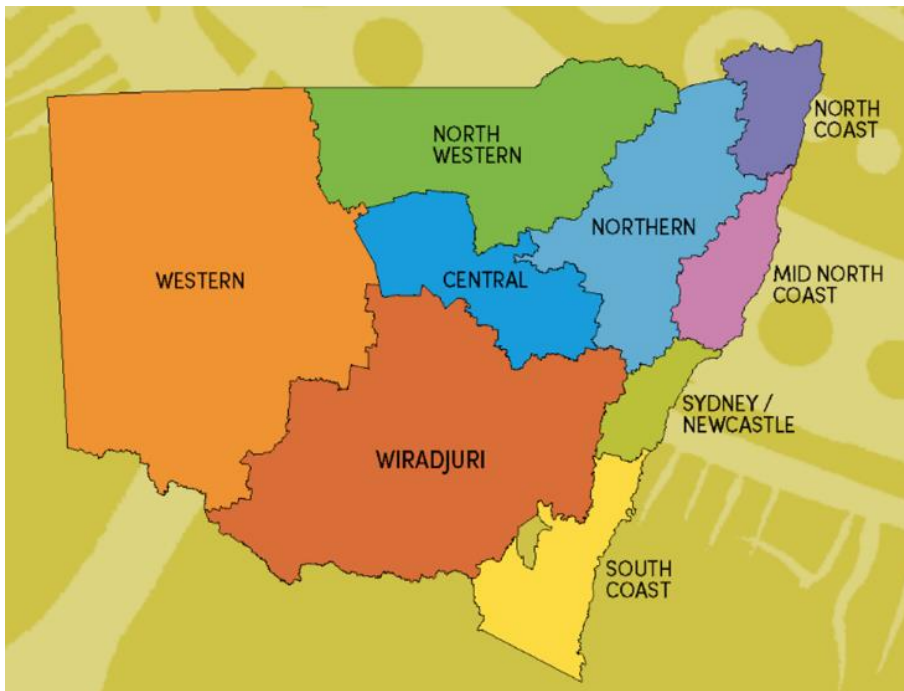 NORTH
COAST
NORTH
WESTERN
NORTHERN
WESTERN
CENTRAL
MID NORTH
COAST
SYDNEY /
NEWCASTLE
WIRADJURI
SOUTH
COAST